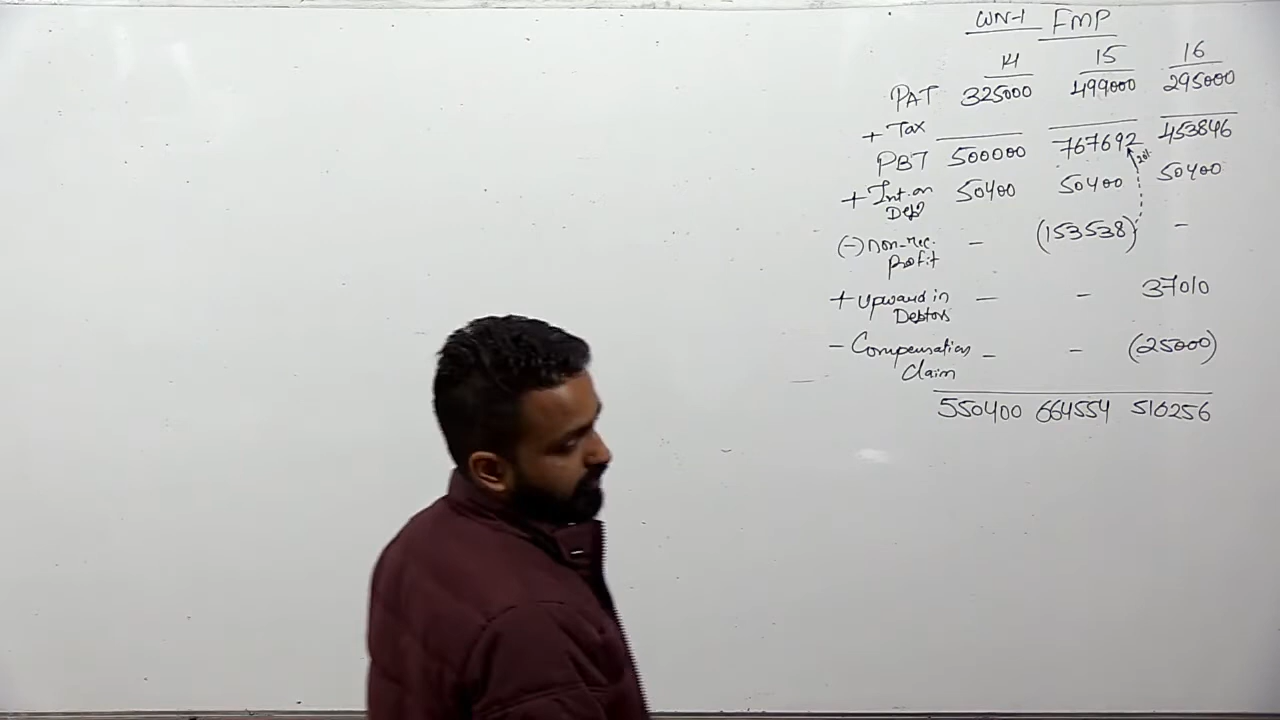 WN-1 FMP
14 15 16
PAT 325000 499000 295000
+ Tax
PBT 500000 767692 453846
+ Int. on Deb? 50400 50400 50400
20%
(-) Non-rec. profit - (153538) -
+ Upward in Debtors - - 37010
- Compensation Claim - - (25000)
550400 664554 516256